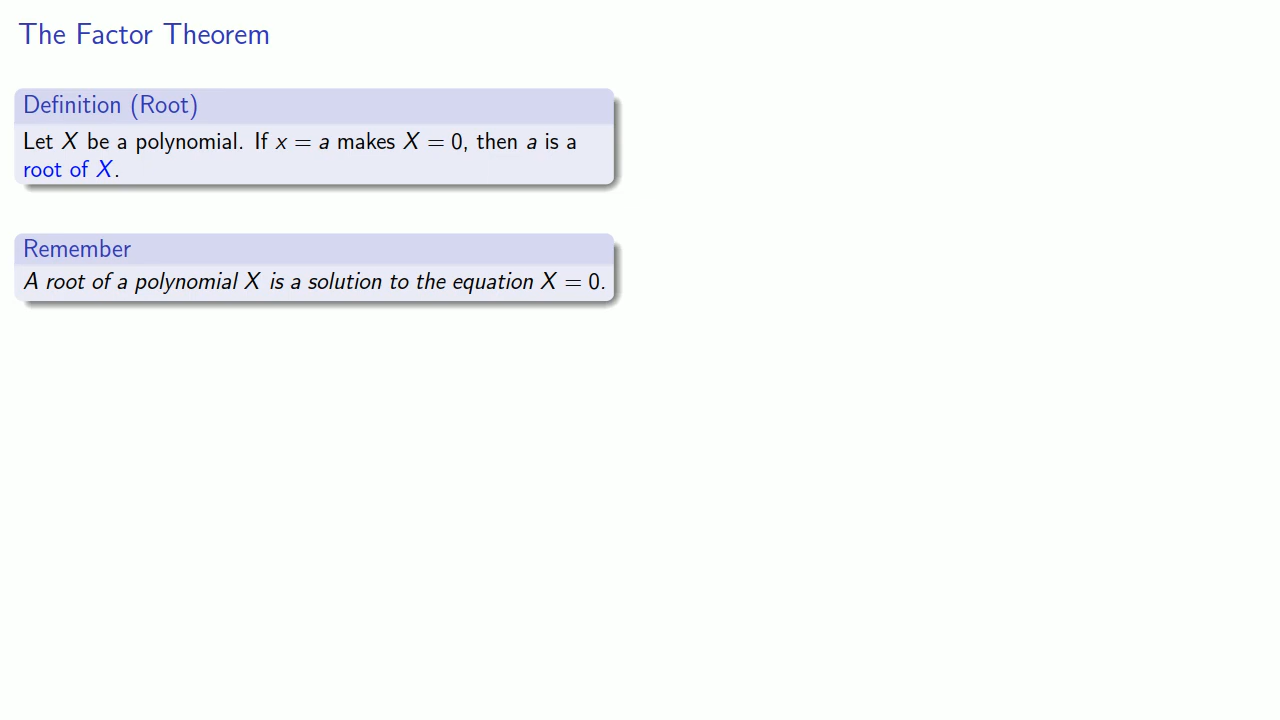 The Factor Theorem
Definition (Root)
Let X be a polynomial. If x = a makes X = 0, then a is a
root of X.
Remember
A root of a polynomial X is a solution to the equation X = 0.